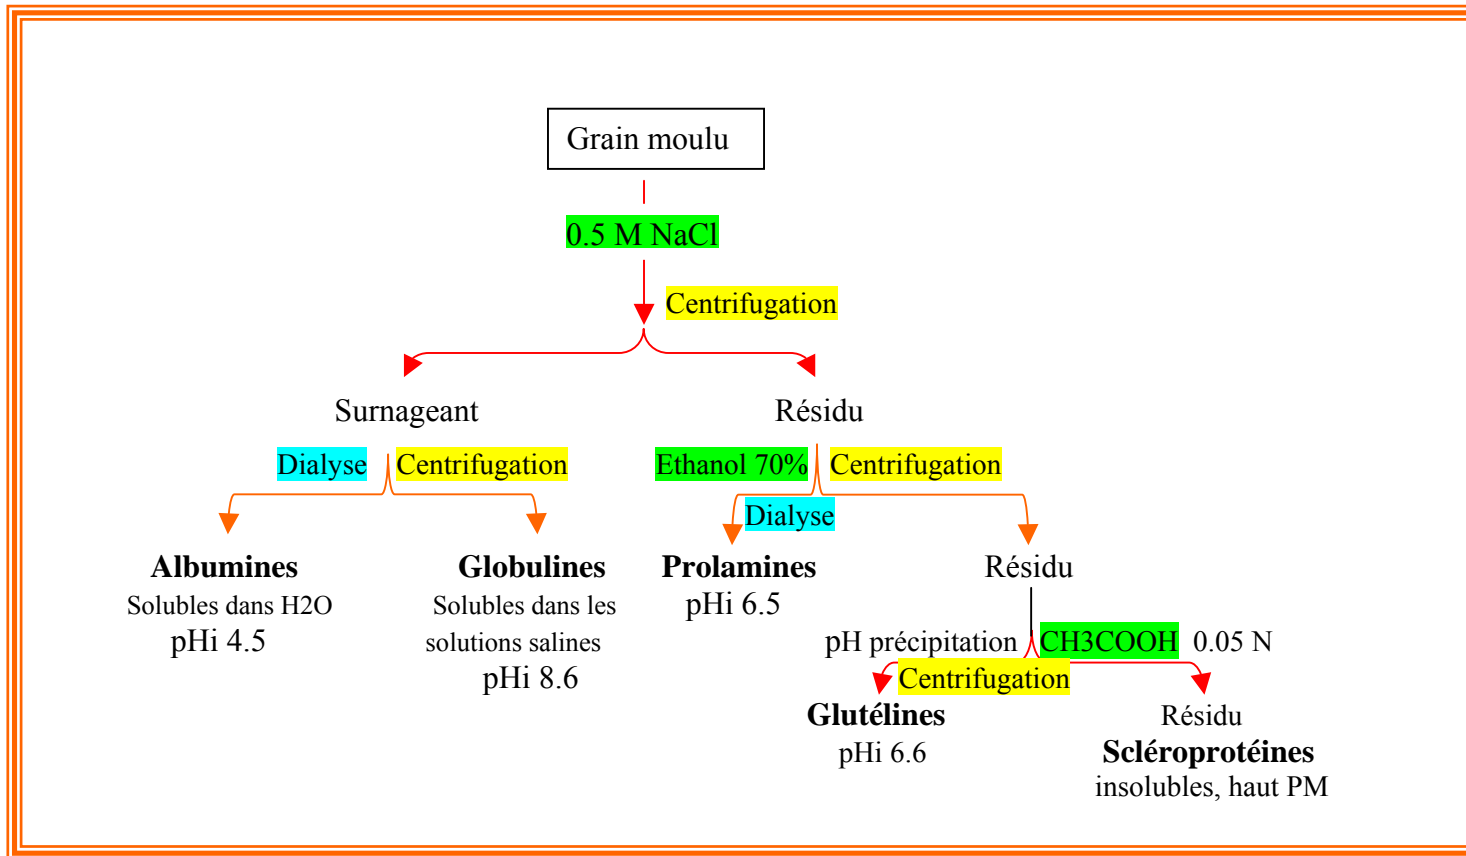 Grain moulu
0.5 M NaCl
Centrifugation
Surnageant
Résidu
Dialyse Centrifugation
Ethanol 70% Centrifugation
Dialyse
Albumines
Solubles dans H2O
pHi 4.5
Globulines
Solubles dans les
solutions salines
pHi 8.6
Prolamines
pHi 6.5
Résidu
pH précipitation CH3COOH 0.05 N
Centrifugation
Glutélines
pHi 6.6
Résidu
Scléroprotéines
insolubles, haut PM